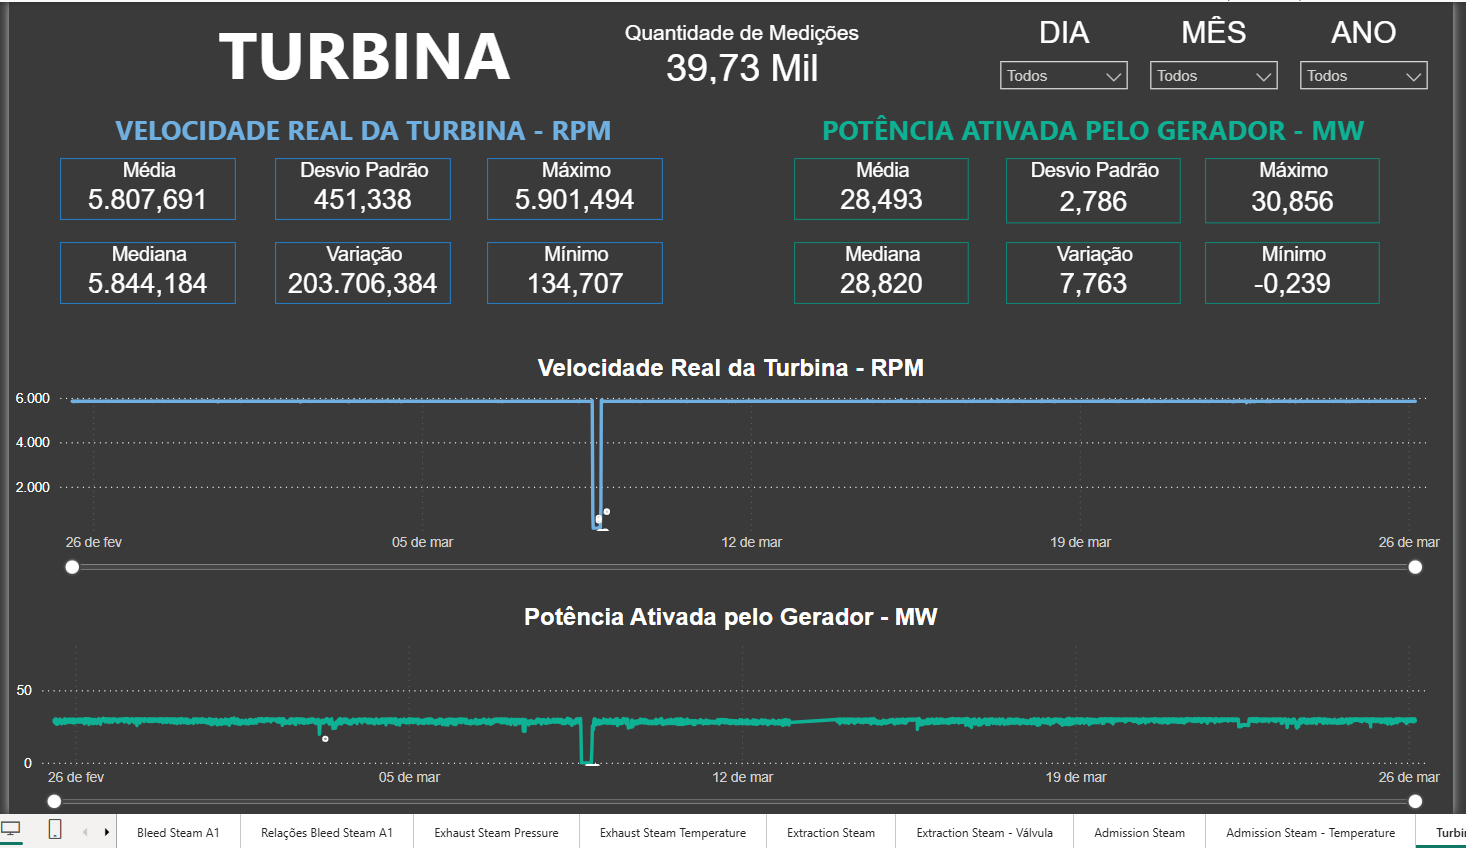 TURBINA
Quantidade de Medições
39,73 Mil
DIA
MÊS
ANO
Todos
Todos
Todos
VELOCIDADE REAL DA TURBINA - RPM
Média
5.807,691
Desvio Padrão
451,338
Máximo
5.901,494
Mediana
5.844,184
Variação
203.706,384
Mínimo
134,707
POTÊNCIA ATIVADA PELO GERADOR - MW
Média
28,493
Desvio Padrão
2,786
Máximo
30,856
Mediana
28,820
Variação
7,763
Mínimo
-0,239
Velocidade Real da Turbina - RPM
6.000
4.000
2.000
26 de fev
05 de mar
12 de mar
19 de mar
26 de mar
Potência Ativada pelo Gerador - MW
50
0
26 de fev
05 de mar
12 de mar
19 de mar
26 de mar
Bleed Steam A1
Relações Bleed Steam A1
Exhaust Steam Pressure
Exhaust Steam Temperature
Extraction Steam
Extraction Steam - Válvula
Admission Steam
Admission Steam - Temperature